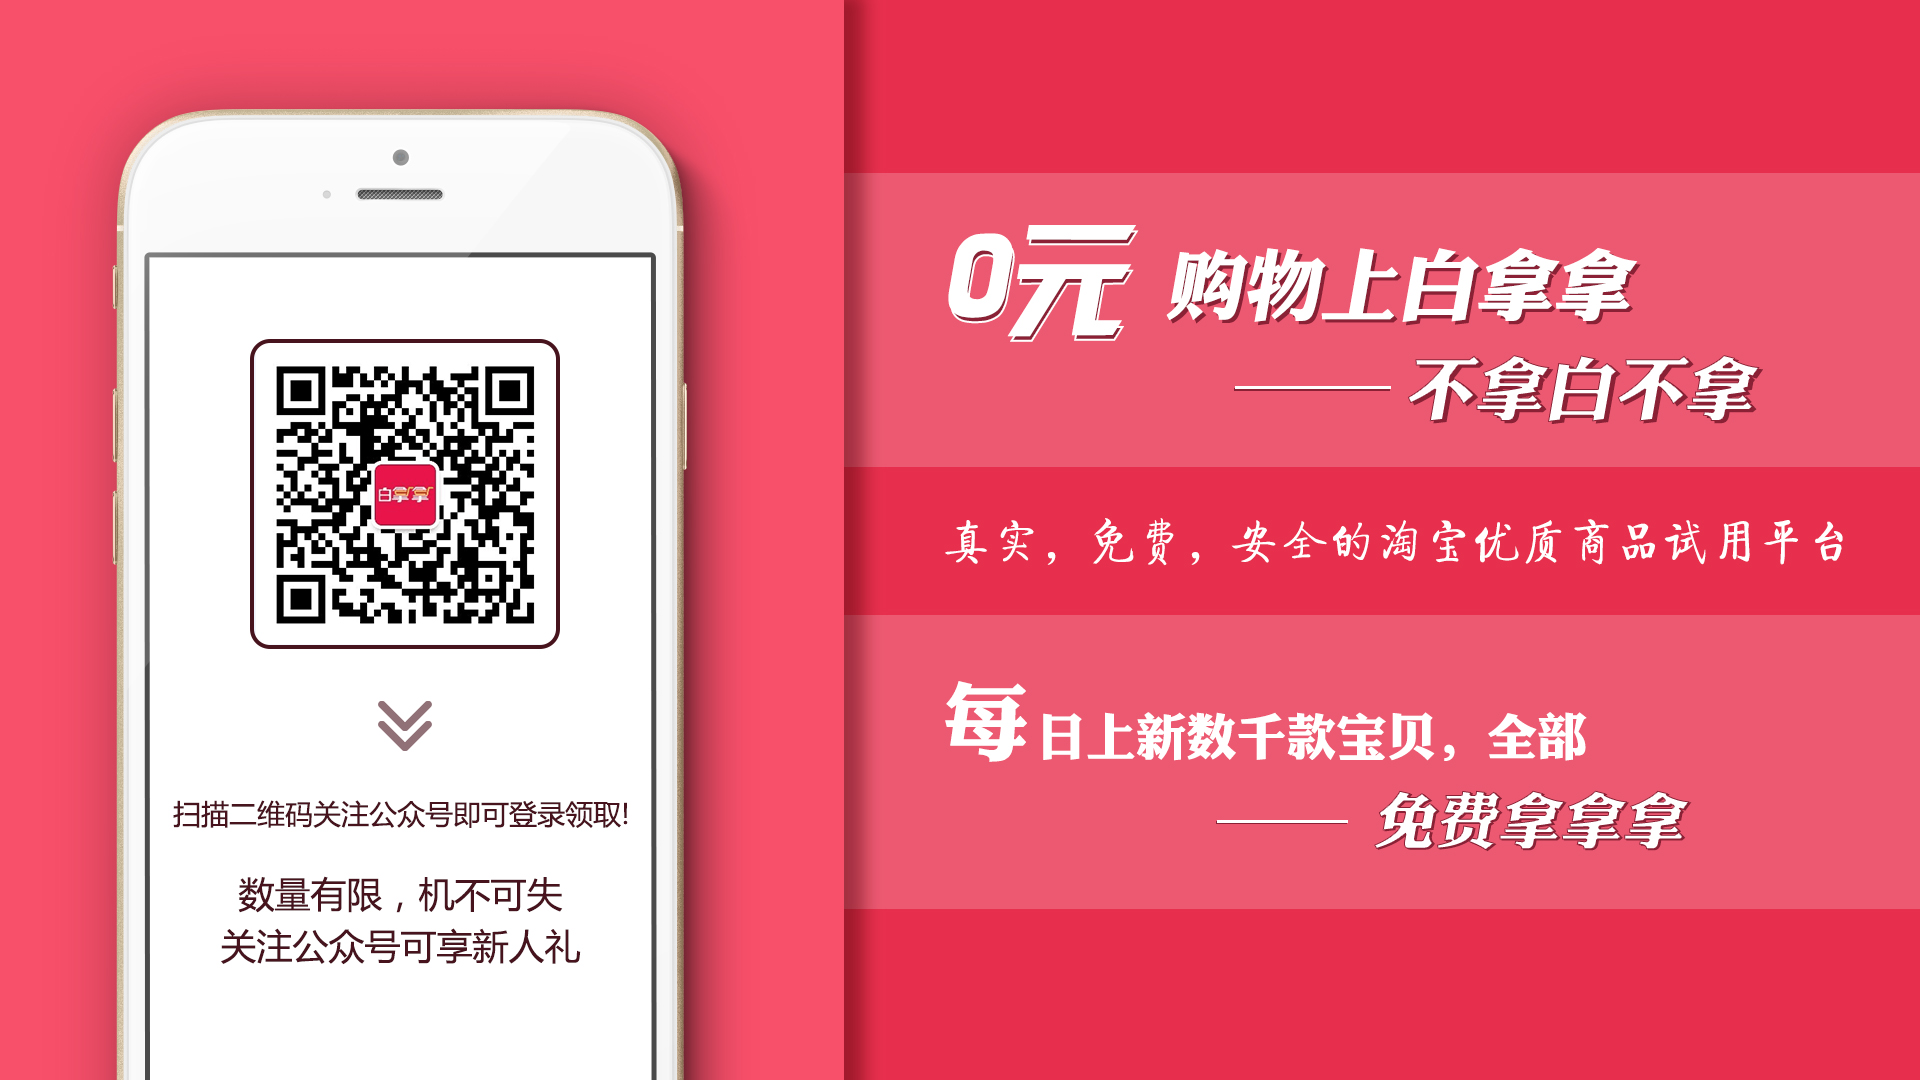 白拿拿
扫描二维码关注公众号即可登录领取!
数量有限，机不可失
关注公众号可享新人礼
0元 购物上白拿拿
——不拿白不拿
真实，免费，安全的淘宝优质商品试用平台
每日上新数千款宝贝，全部
——免费拿拿拿